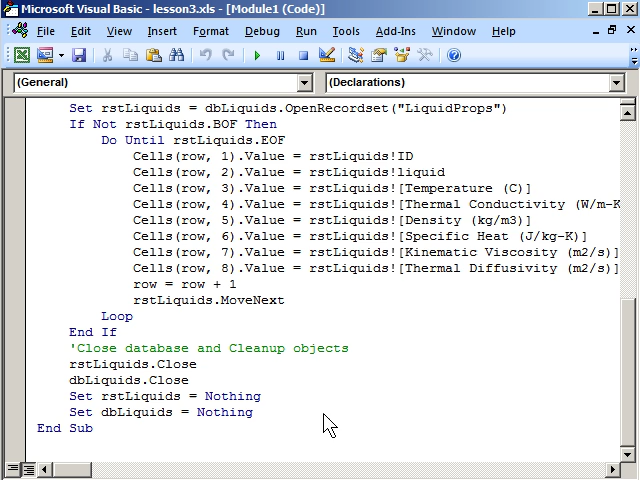 Microsoft Visual Basic - lesson3.xls - [Module1 (Code)]
File Edit View Insert Format Debug Run Tools Add-Ins Window Help
(General) (Declarations)
Set rstLiquids = dbLiquids.OpenRecordset("LiquidProps")
If Not rstLiquids.BOF Then
Do Until rstLiquids.EOF
Cells(row, 1).Value = rstLiquids!ID
Cells(row, 2).Value = rstLiquids!liquid
Cells(row, 3).Value = rstLiquids![Temperature (C)]
Cells(row, 4).Value = rstLiquids![Thermal Conductivity (W/m-K
Cells(row, 5).Value = rstLiquids![Density (kg/m3)]
Cells(row, 6).Value = rstLiquids![Specific Heat (J/kg-K)]
Cells(row, 7).Value = rstLiquids![Kinematic Viscosity (m2/s)]
Cells(row, 8).Value = rstLiquids![Thermal Diffusivity (m2/s)]
row = row + 1
rstLiquids.MoveNext
Loop
End If
'Close database and Cleanup objects
rstLiquids.Close
dbLiquids.Close
Set rstLiquids = Nothing
Set dbLiquids = Nothing
End Sub